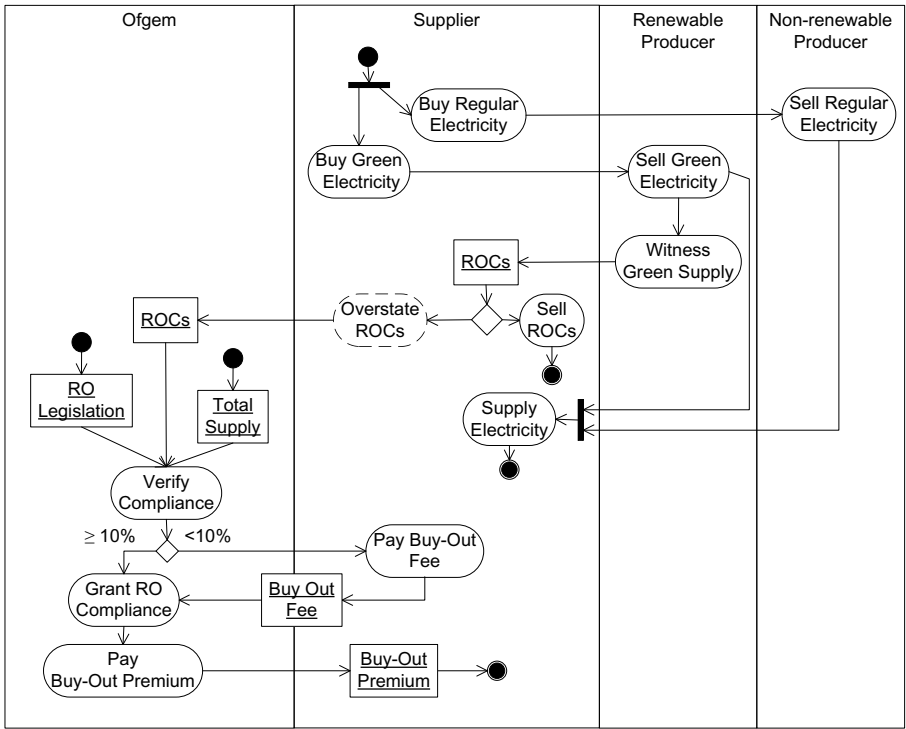 Ofgem
Supplier
Renewable
Producer
Non-renewable
Producer
Buy Regular
Electricity
Sell Regular
Electricity
Buy Green
Electricity
Sell Green
Electricity
Witness
Green Supply
ROCs
ROCs
Overstate
ROCs
Sell
ROCs
RO
Legislation
Total
Supply
Supply
Electricity
Verify
Compliance
≥ 10%
<10%
Pay Buy-Out
Fee
Grant RO
Compliance
Buy Out
Fee
Pay
Buy-Out Premium
Buy-Out
Premium